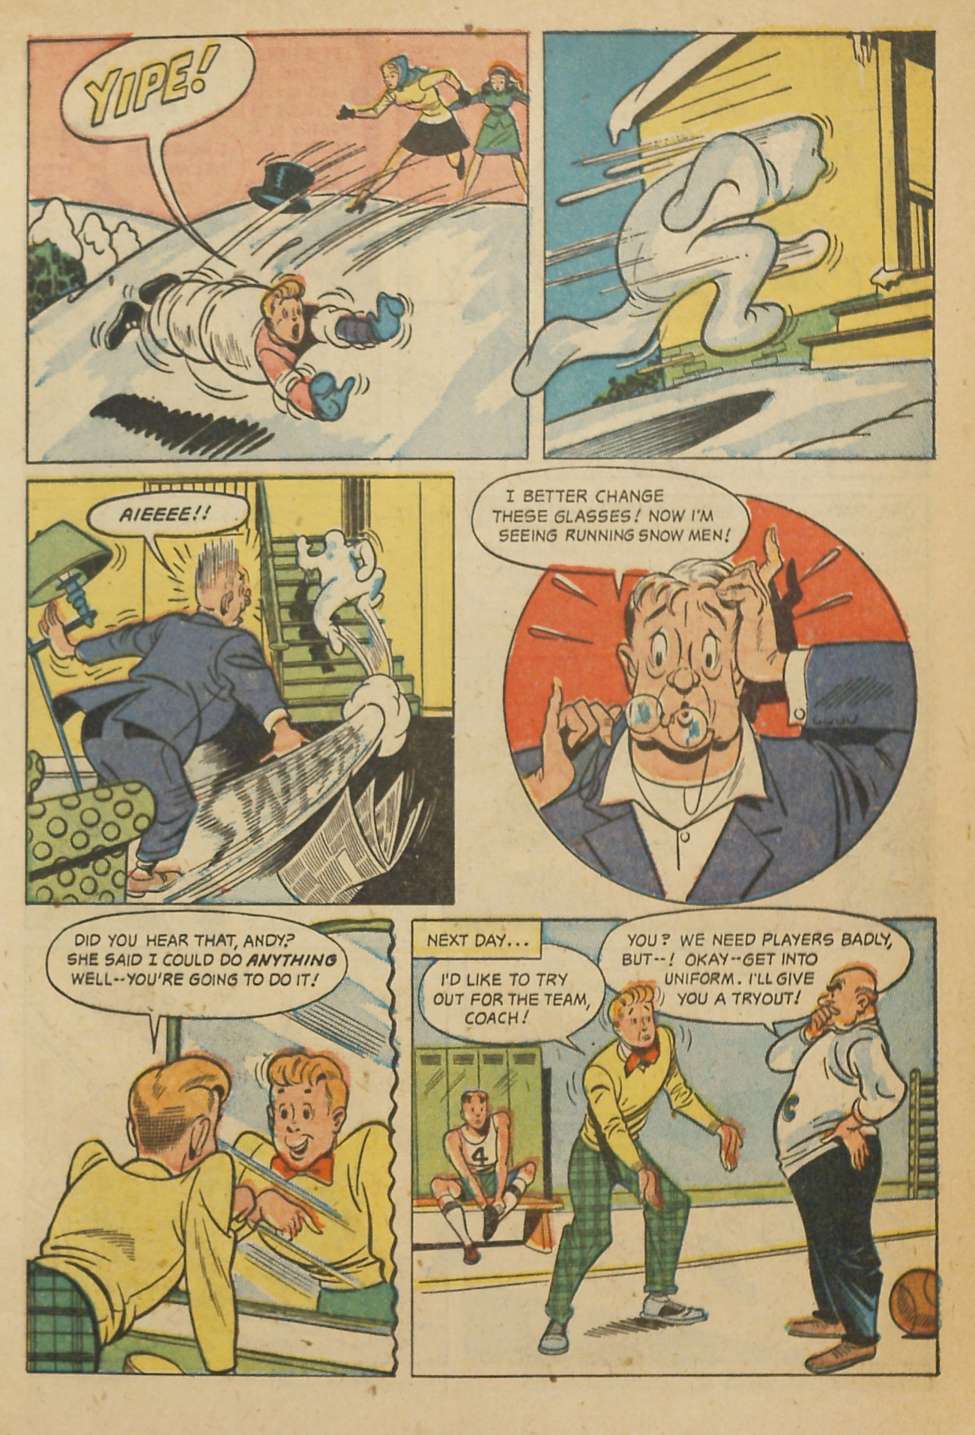 YIPE!
AIEEEE!!
SWISH
I BETTER CHANGE
THESE GLASSES! NOW I'M
SEEING RUNNING SNOW MEN!
DID YOU HEAR THAT, ANDY?
SHE SAID I COULD DO ANYTHING
WELL--YOU'RE GOING TO DO IT!
NEXT DAY...
I'D LIKE TO TRY
OUT FOR THE TEAM,
COACH!
YOU? WE NEED PLAYERS BADLY,
BUT--! OKAY--GET INTO
UNIFORM. I'LL GIVE
YOU A TRYOUT!
4
C